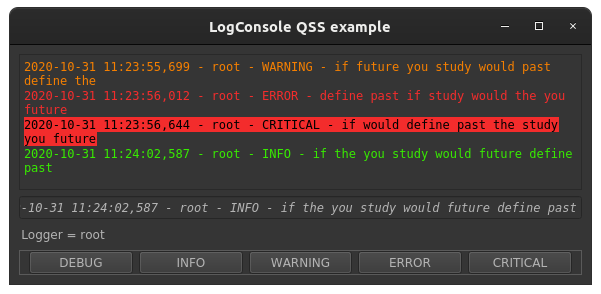 LogConsole QSS example
2020-10-31 11:23:55,699 - root - WARNING - if future you study would past
define the
2020-10-31 11:23:56,012 - root - ERROR - define past if study would the you
future
2020-10-31 11:23:56,644 - root - CRITICAL - if would define past the study
you future
2020-10-31 11:24:02,587 - root - INFO - if the you study would future define
past
-10-31 11:24:02,587 - root - INFO - if the you study would future define past
Logger = root
DEBUG INFO WARNING ERROR CRITICAL